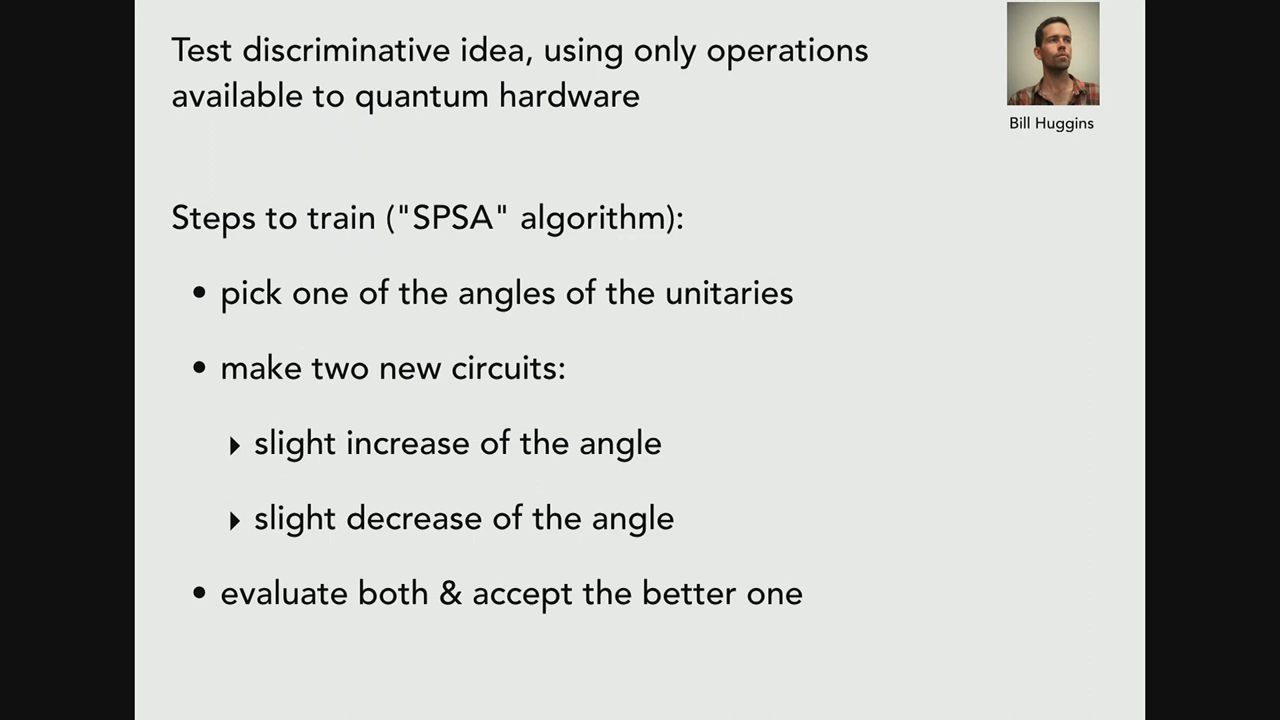 Test discriminative idea, using only operations
available to quantum hardware
Bill Huggins
Steps to train ("SPSA" algorithm):
• pick one of the angles of the unitaries
• make two new circuits:
‣ slight increase of the angle
‣ slight decrease of the angle
• evaluate both & accept the better one